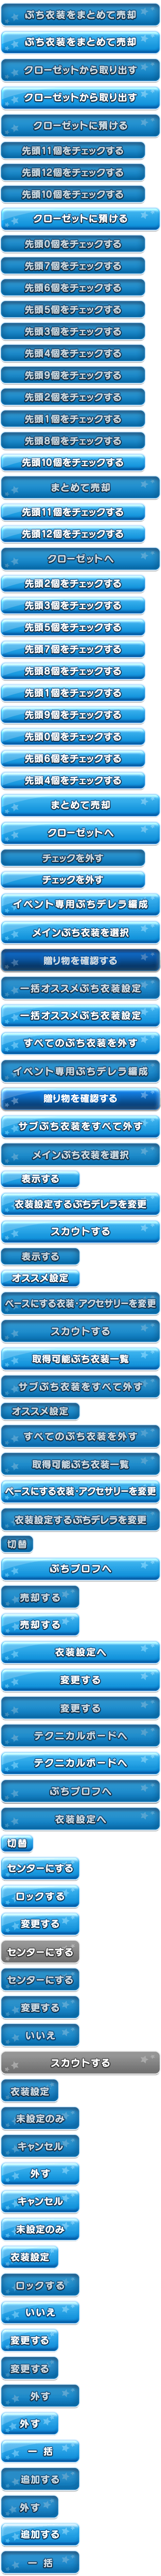 ぷち衣装をまとめて売却
ぷち衣装をまとめて売却
クローゼットから取り出す
クローゼットから取り出す
クローゼットに預ける
先頭11個をチェックする
先頭12個をチェックする
先頭10個をチェックする
クローゼットに預ける
先頭0個をチェックする
先頭7個をチェックする
先頭6個をチェックする
先頭5個をチェックする
先頭3個をチェックする
先頭4個をチェックする
先頭9個をチェックする
先頭2個をチェックする
先頭1個をチェックする
先頭8個をチェックする
先頭10個をチェックする
まとめて売却
先頭11個をチェックする
先頭12個をチェックする
クローゼットへ
先頭2個をチェックする
先頭3個をチェックする
先頭5個をチェックする
先頭7個をチェックする
先頭8個をチェックする
先頭1個をチェックする
先頭9個をチェックする
先頭0個をチェックする
先頭6個をチェックする
先頭4個をチェックする
まとめて売却
クローゼットへ
チェックを外す
チェックを外す
イベント専用ぷちデレラ編成
メインぷち衣装を選択
贈り物を確認する
一括オススメぷち衣装設定
一括オススメぷち衣装設定
すべてのぷち衣装を外す
イベント専用ぷちデレラ編成
贈り物を確認する
サブぷち衣装をすべて外す
メインぷち衣装を選択
表示する
衣装設定するぷちデレラを変更
スカウトする
表示する
オススメ設定
ベースにする衣装・アクセサリーを変更
スカウトする
取得可能ぷち衣装一覧
サブぷち衣装をすべて外す
オススメ設定
すべてのぷち衣装を外す
取得可能ぷち衣装一覧
ベースにする衣装・アクセサリーを変更
衣装設定するぷちデレラを変更
切替
ぷちプロフへ
売却する
売却する
衣装設定へ
変更する
変更する
テクニカルボードへ
テクニカルボードへ
ぷちプロフへ
衣装設定へ
切替
センターにする
ロックする
変更する
センターにする
センターにする
変更する
いいえ
スカウトする
衣装設定
未設定のみ
キャンセル
外す
キャンセル
未設定のみ
衣装設定
ロックする
いいえ
変更する
変更する
外す
外す
一 括
追加する
外す
追加する
一 括